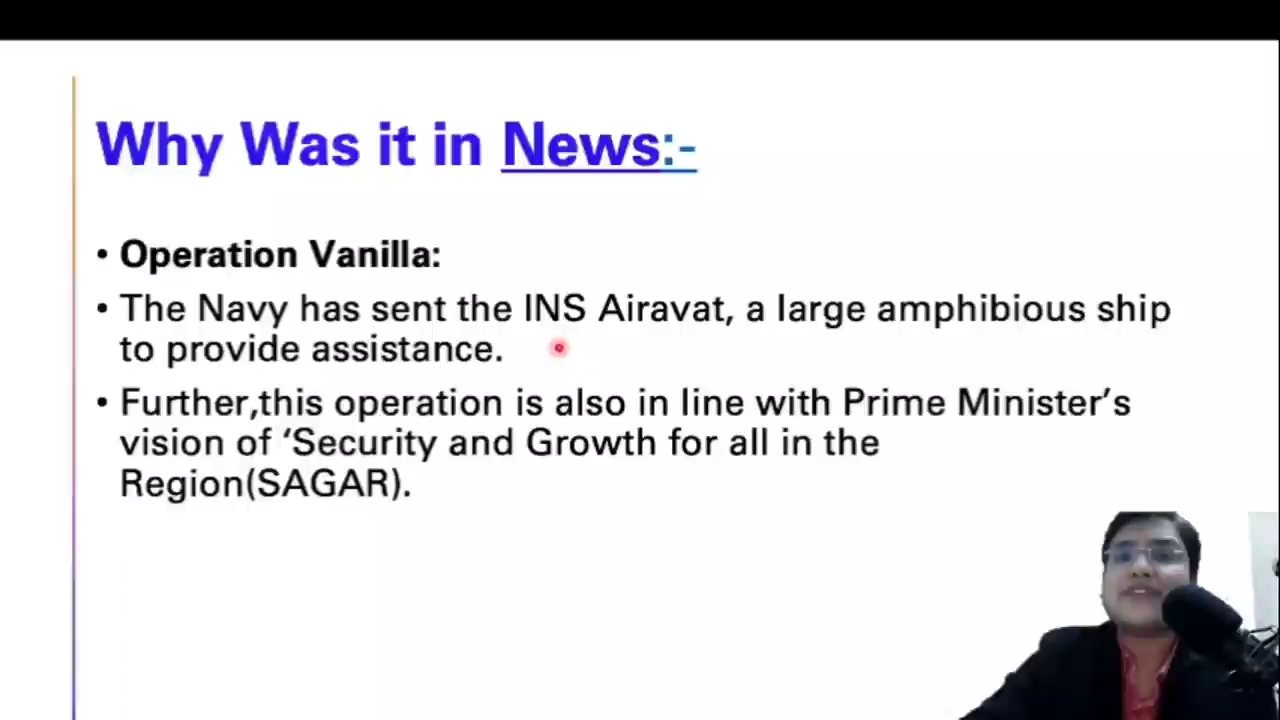 Why Was it in News:-
• Operation Vanilla:
• The Navy has sent the INS Airavat, a large amphibious ship
to provide assistance.
• Further,this operation is also in line with Prime Minister’s
vision of ‘Security and Growth for all in the
Region(SAGAR).